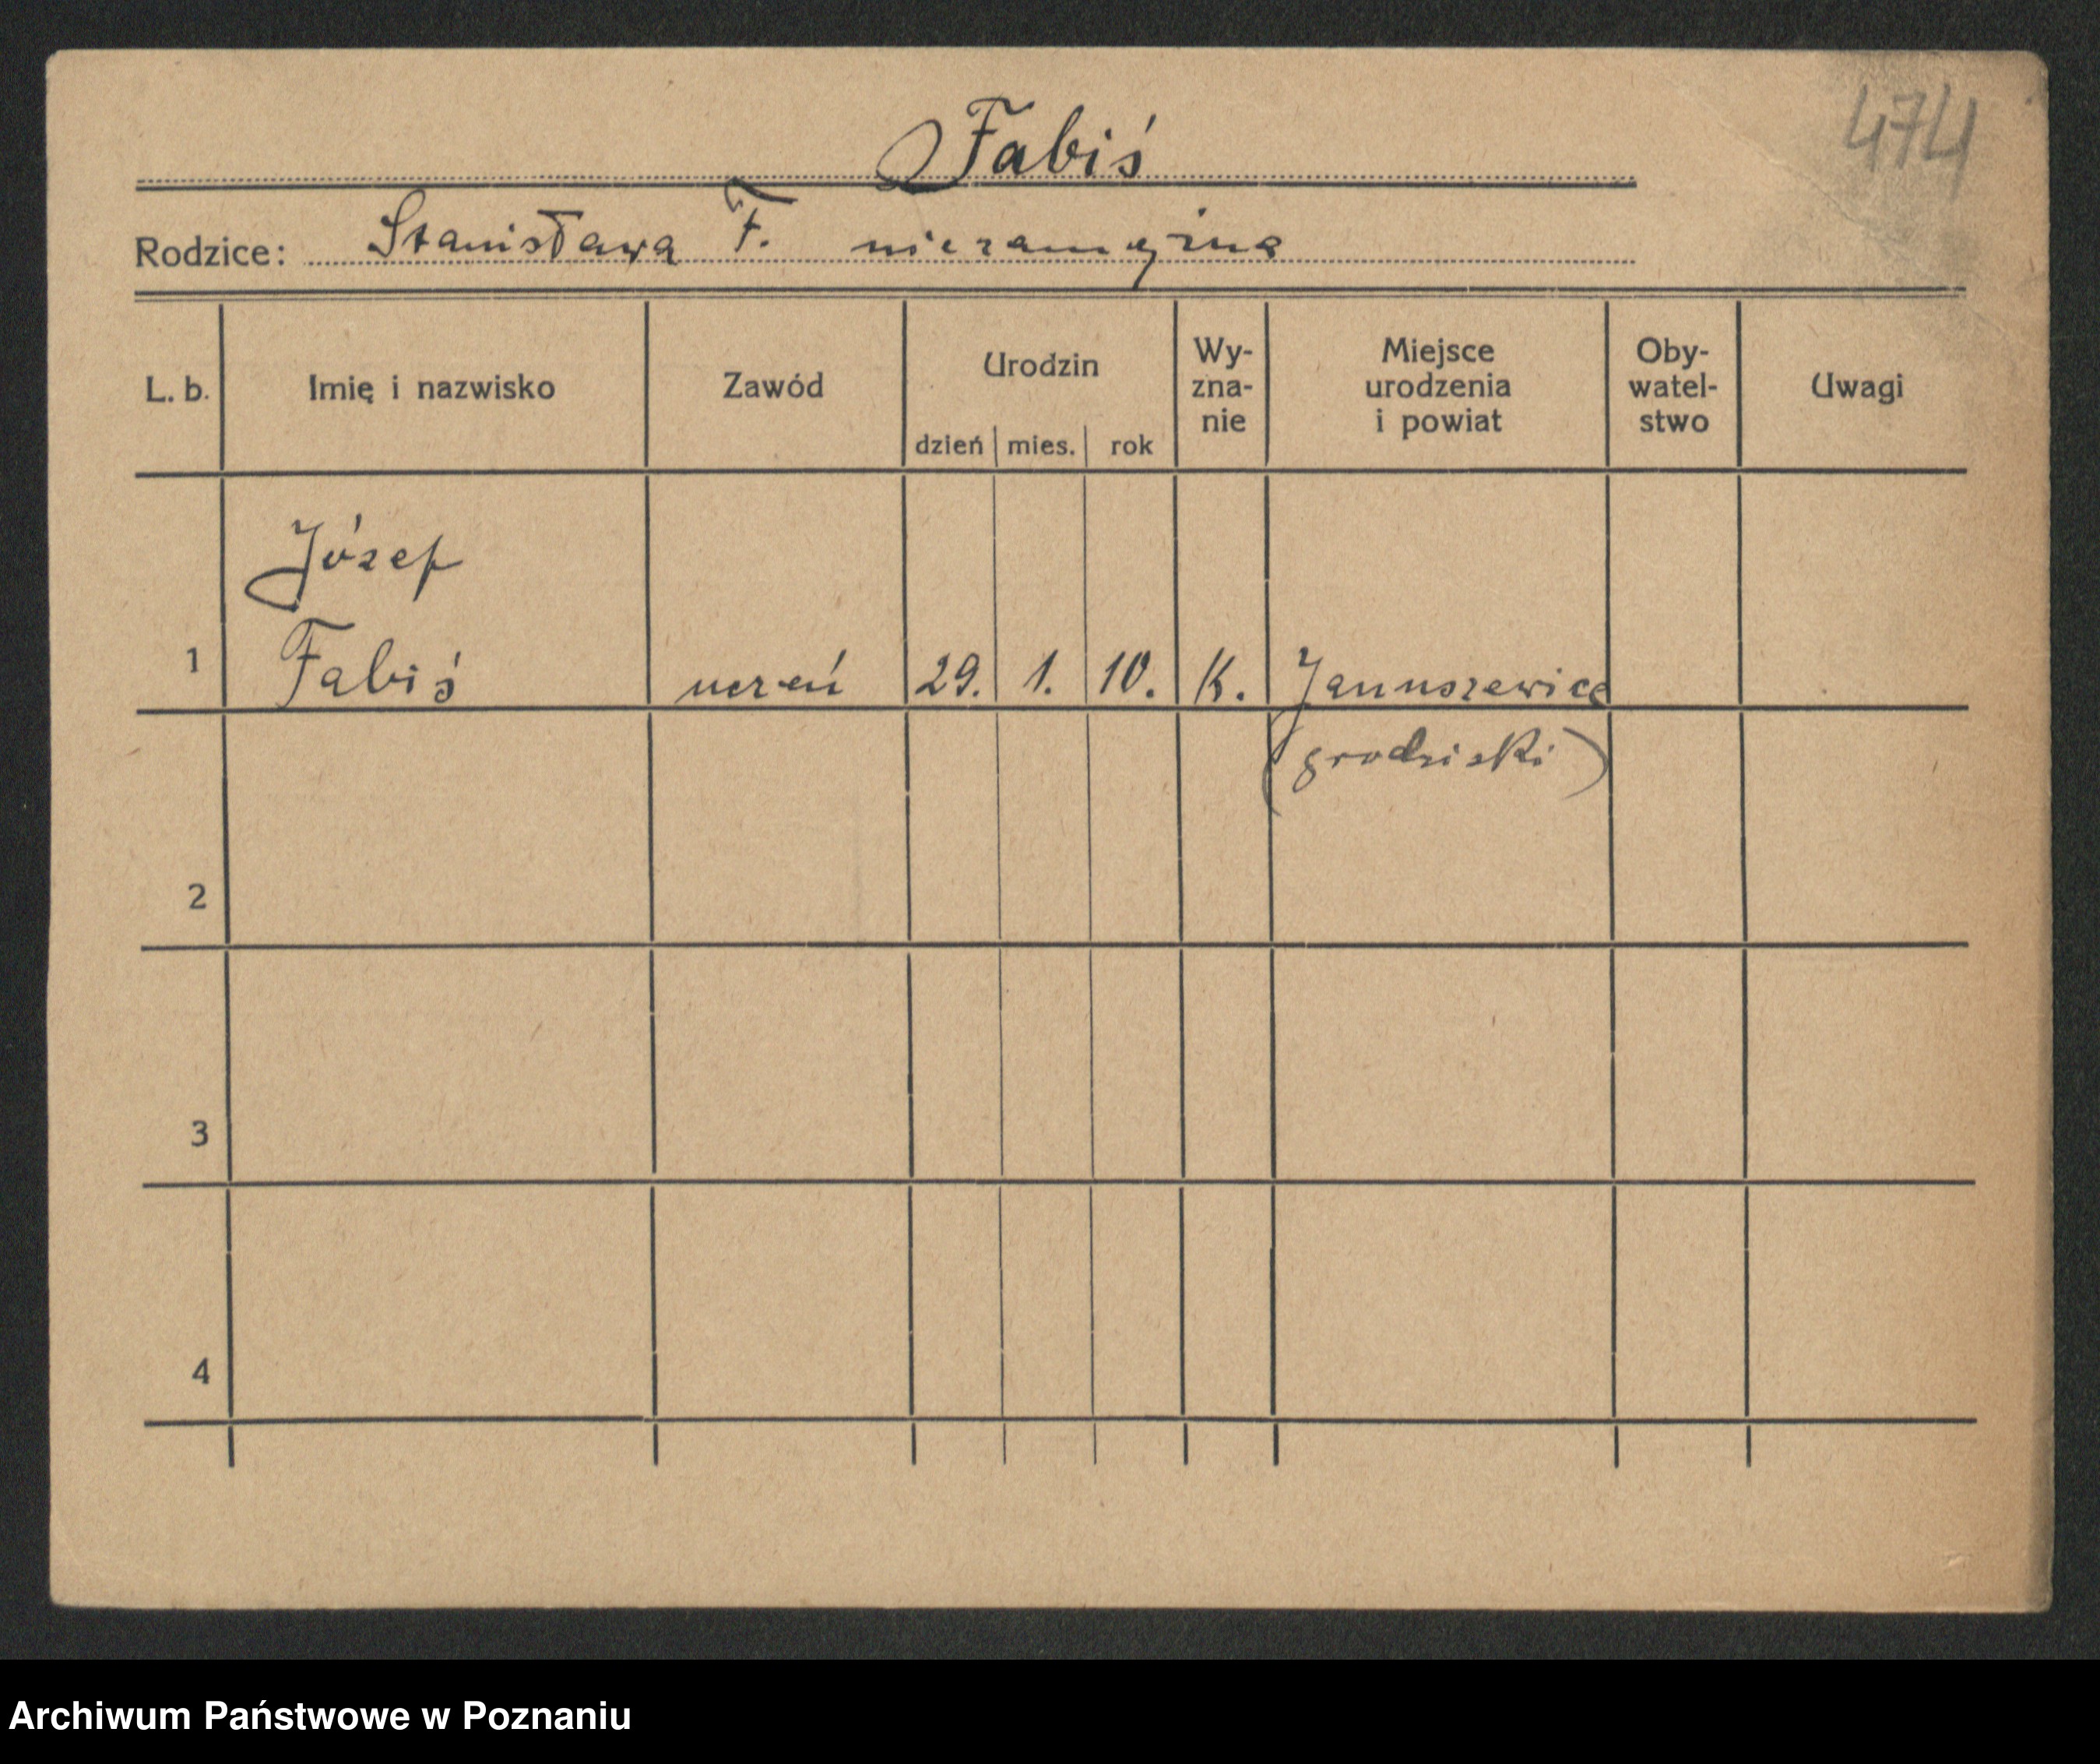 474
Fabiś
Rodzice: Stanisława F. niezamężna
L. b. Imię i nazwisko Zawód Urodzin dzień mies. rok Wy-zna-nie Miejsce urodzenia i powiat Oby-watel-stwo Uwagi
Józef
1 Fabiś uczeń 29. 1. 10. K. Januszewice
(grodziski)
2
3
4
Archiwum Państwowe w Poznaniu